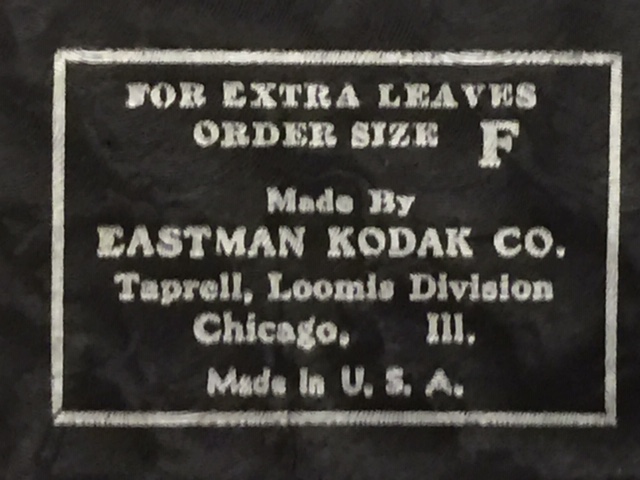 FOR EXTRA LEAVES
ORDER SIZE F
Made By
EASTMAN KODAK CO.
Taprell, Loomis Division
Chicago, Ill.
Made in U. S. A.